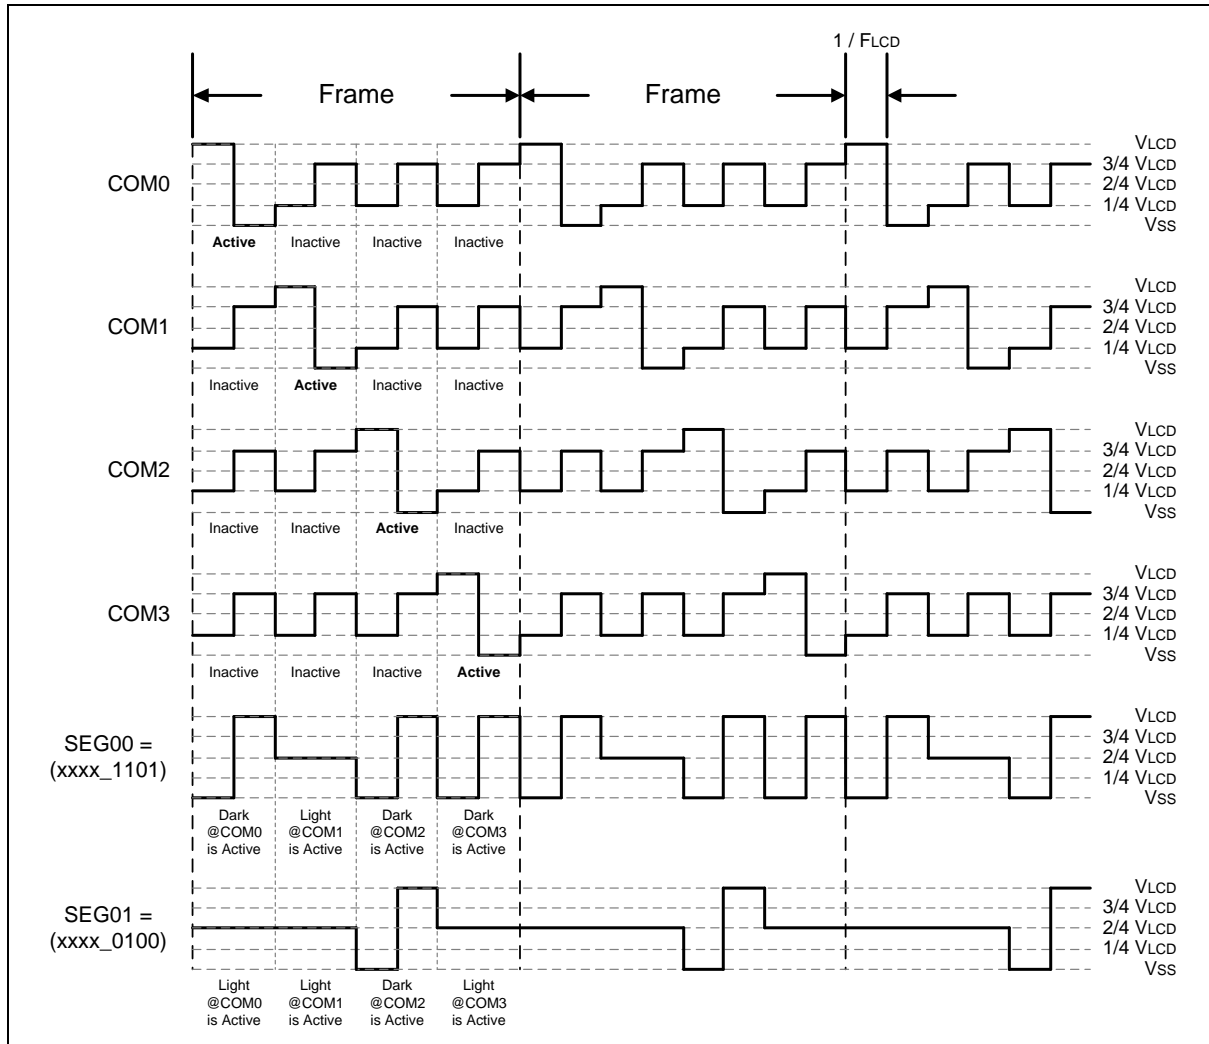 1 / FLCD
Frame
Frame
COM0
VLCD
3/4 VLCD
2/4 VLCD
1/4 VLCD
VSS
Active
Inactive
Inactive
Inactive
COM1
VLCD
3/4 VLCD
2/4 VLCD
1/4 VLCD
VSS
Inactive
Active
Inactive
Inactive
COM2
VLCD
3/4 VLCD
2/4 VLCD
1/4 VLCD
VSS
Inactive
Inactive
Active
Inactive
COM3
VLCD
3/4 VLCD
2/4 VLCD
1/4 VLCD
VSS
Inactive
Inactive
Inactive
Active
SEG00 =
(xxxx_1101)
VLCD
3/4 VLCD
2/4 VLCD
1/4 VLCD
VSS
Dark
@COM0
is Active
Light
@COM1
is Active
Dark
@COM2
is Active
Dark
@COM3
is Active
SEG01 =
(xxxx_0100)
VLCD
3/4 VLCD
2/4 VLCD
1/4 VLCD
VSS
Light
@COM0
is Active
Light
@COM1
is Active
Dark
@COM2
is Active
Light
@COM3
is Active